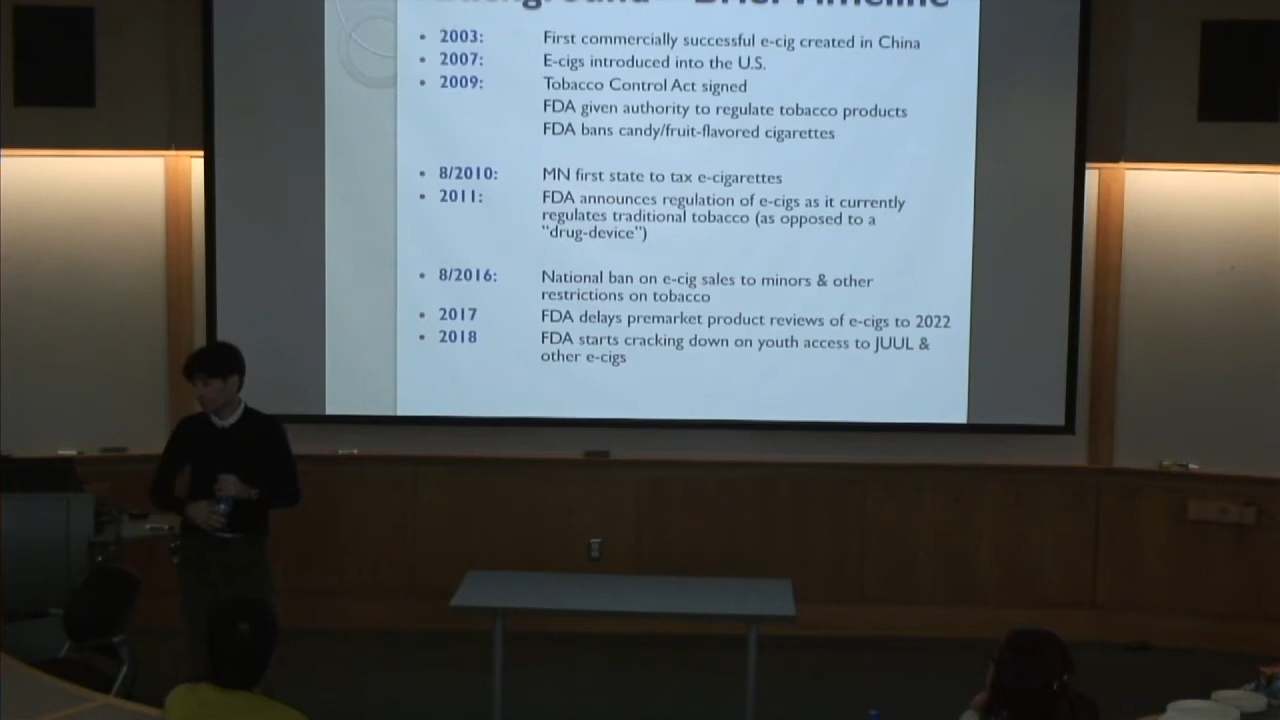 Background – Brief Timeline
• 2003: First commercially successful e-cig created in China
• 2007: E-cigs introduced into the U.S.
• 2009: Tobacco Control Act signed
FDA given authority to regulate tobacco products
FDA bans candy/fruit-flavored cigarettes
• 8/2010: MN first state to tax e-cigarettes
• 2011: FDA announces regulation of e-cigs as it currently
regulates traditional tobacco (as opposed to a
"drug-device")
• 8/2016: National ban on e-cig sales to minors & other
restrictions on tobacco
• 2017 FDA delays premarket product reviews of e-cigs to 2022
• 2018 FDA starts cracking down on youth access to JUUL &
other e-cigs